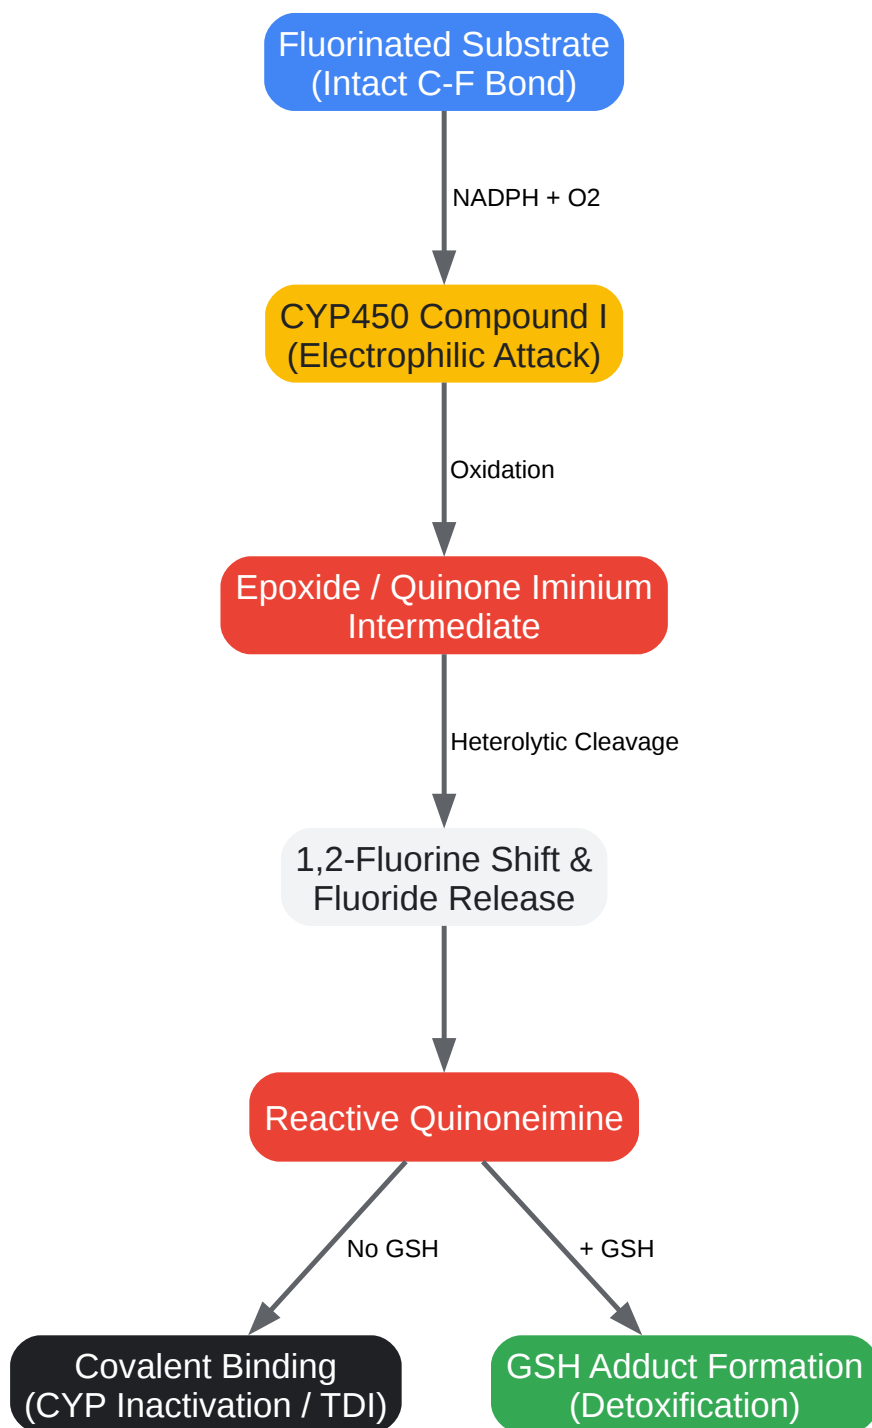 Fluorinated Substrate
(Intact C-F Bond)
NADPH + O2
CYP450 Compound I
(Electrophilic Attack)
Oxidation
Epoxide / Quinone Iminium
Intermediate
Heterolytic Cleavage
1,2-Fluorine Shift &
Fluoride Release
Reactive Quinoneimine
No GSH
+ GSH
Covalent Binding
(CYP Inactivation / TDI)
GSH Adduct Formation
(Detoxification)